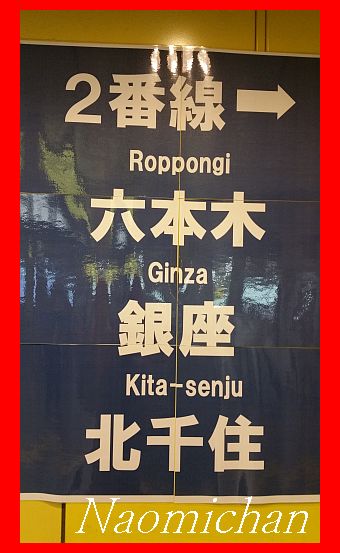 2番線→
Roppongi
六本木
Ginza
銀座
Kita-senju
北千住
Naomichan